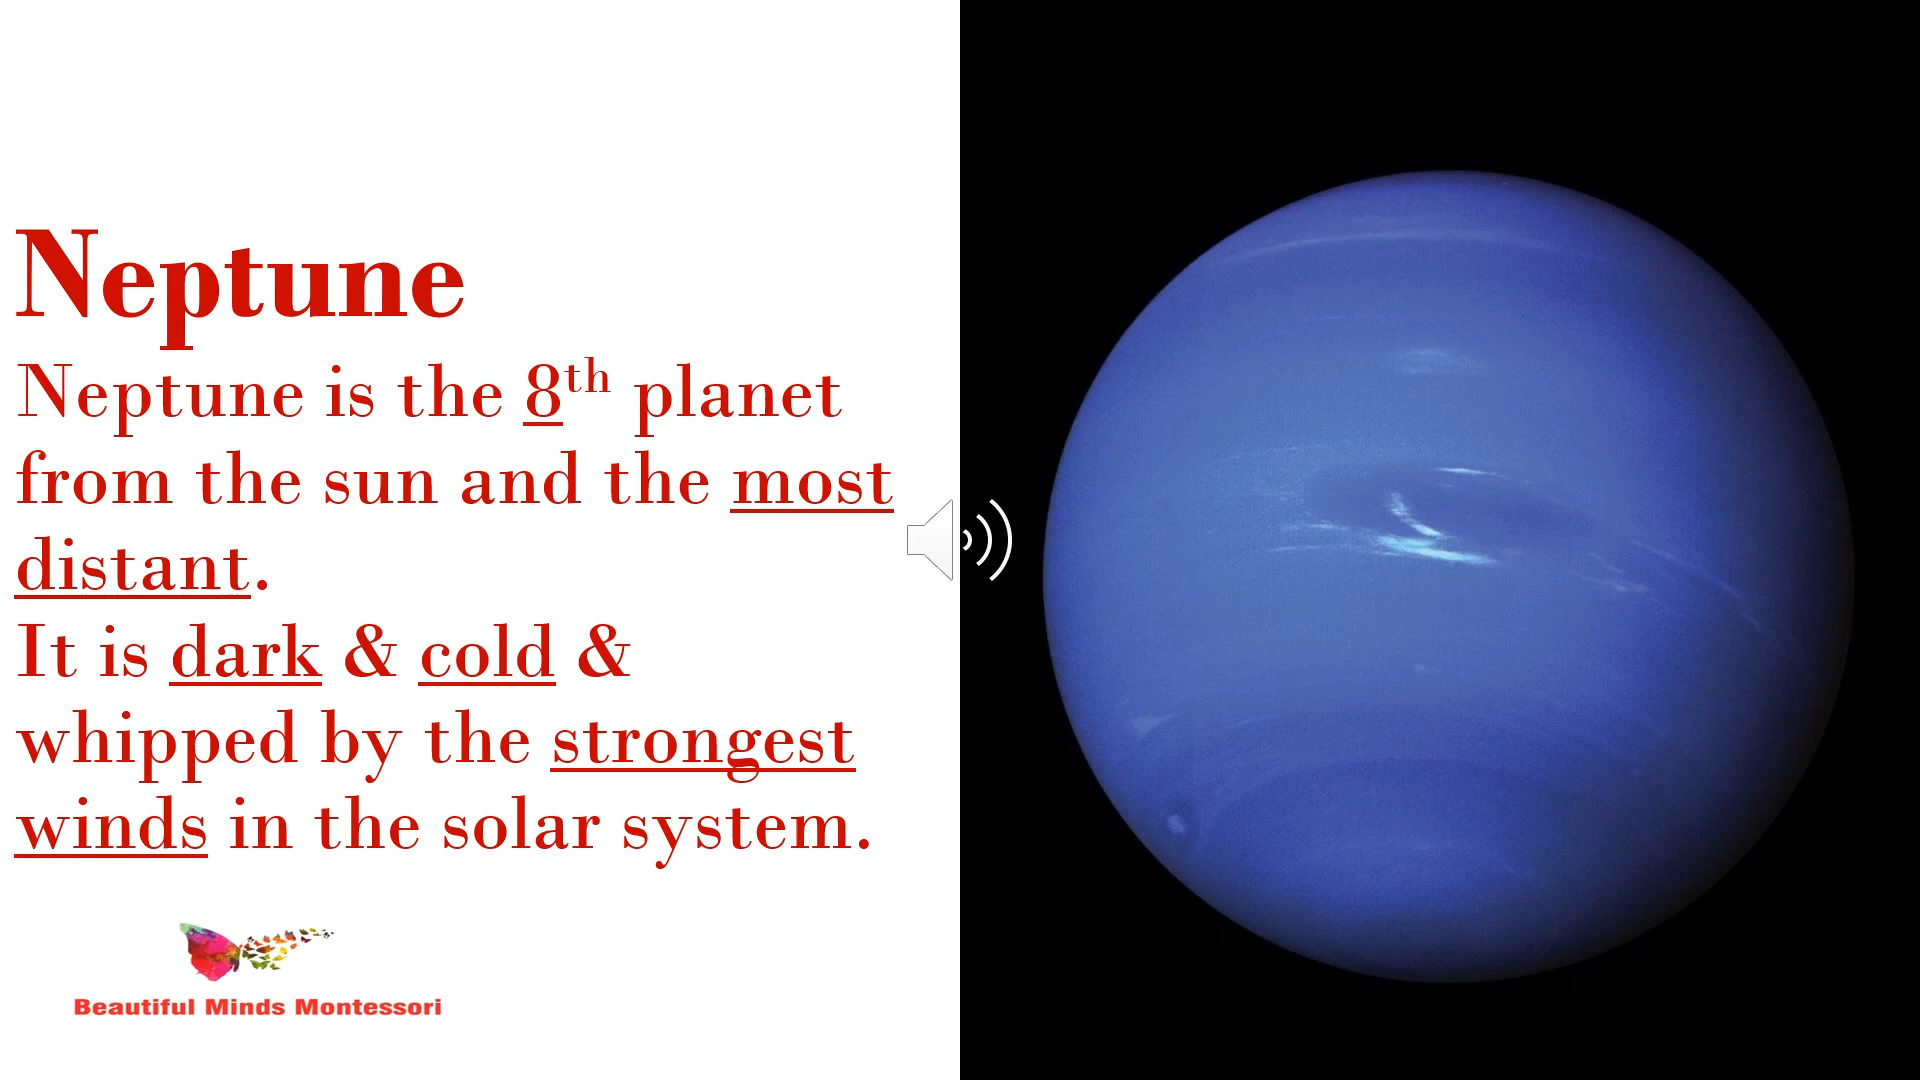 Neptune
Neptune is the 8th planet
from the sun and the most
distant.
It is dark & cold &
whipped by the strongest
winds in the solar system.
Beautiful Minds Montessori